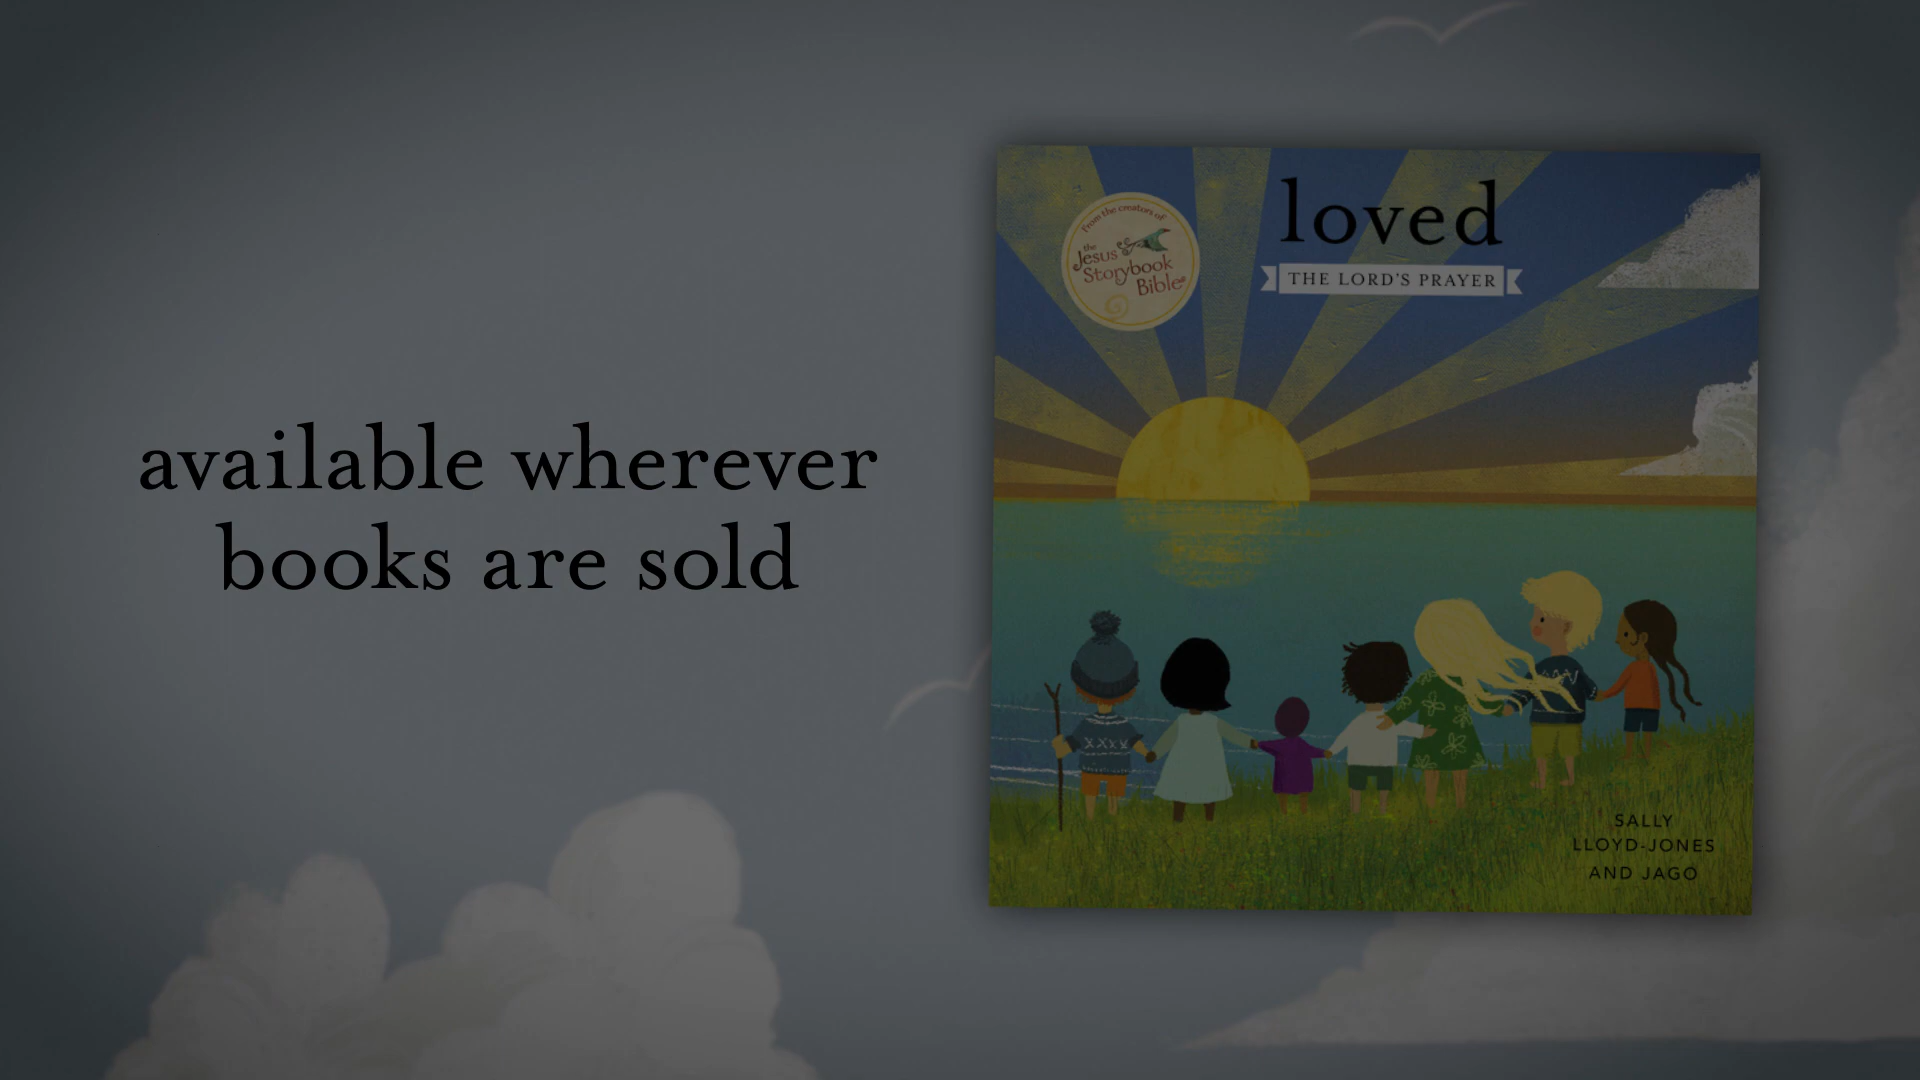 available wherever
books are sold
From the creators of
the
Jesus
Storybook
Bible
loved
THE LORD'S PRAYER
SALLY
LLOYD-JONES
AND JAGO